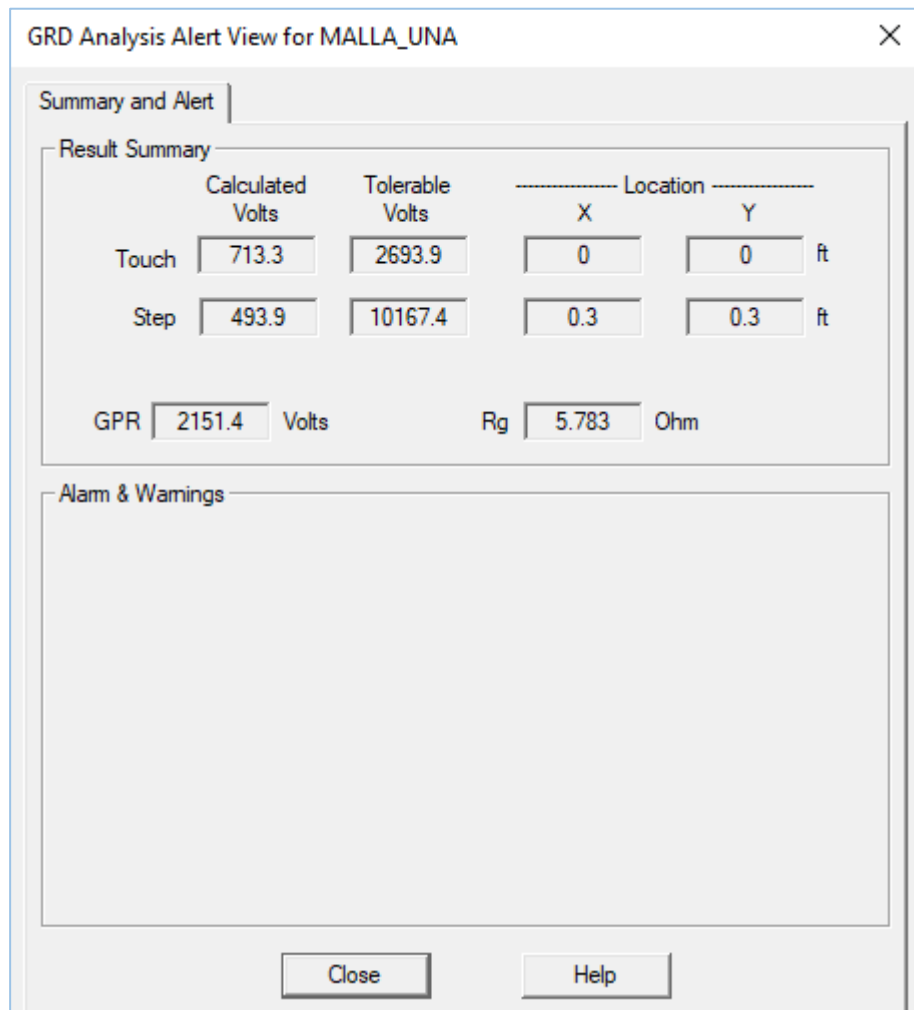 GRD Analysis Alert View for MALLA_UNA
Summary and Alert
Result Summary
Calculated Tolerable ----------------- Location -----------------
Volts Volts X Y
Touch 713.3 2693.9 0 0 ft
Step 493.9 10167.4 0.3 0.3 ft
GPR 2151.4 Volts Rg 5.783 Ohm
Alarm & Warnings
Close Help